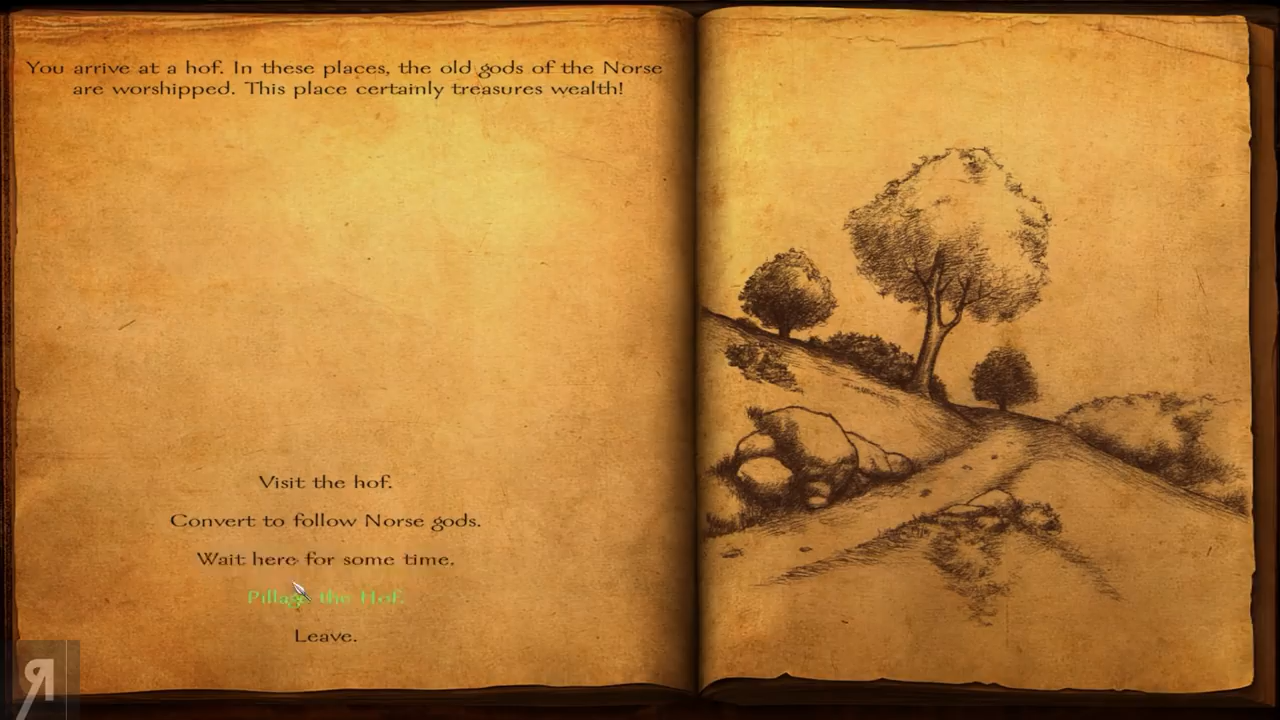 You arrive at a hof. In these places, the old gods of the Norse
are worshipped. This place certainly treasures wealth!
Visit the hof.
Convert to follow Norse gods.
Wait here for some time.
Pillage the Hof.
Leave.